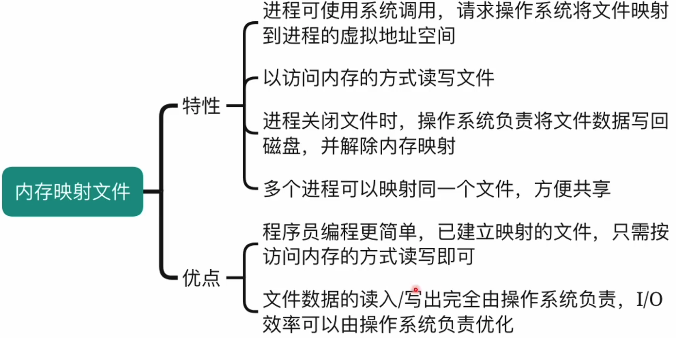 进程可使用系统调用，请求操作系统将文件映射
到进程的虚拟地址空间
以访问内存的方式读写文件
特性
进程关闭文件时，操作系统负责将文件数据写回
磁盘，并解除内存映射
多个进程可以映射同一个文件，方便共享
内存映射文件
程序员编程更简单，已建立映射的文件，只需按
访问内存的方式读写即可
优点
文件数据的读入/写出完全由操作系统负责，I/O
效率可以由操作系统负责优化